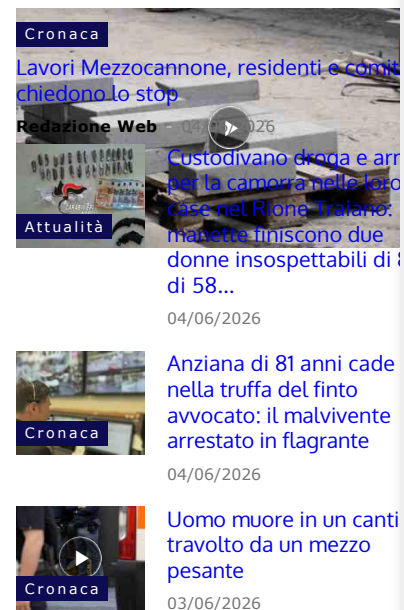 Cronaca
Lavori Mezzocannone, residenti e comit
chiedono lo stop
Redazione Web - 04/06/2026
Custodivano droga e arr
per la camorra nelle loro
case nel Rione Traiano:
manette finiscono due
donne insospettabili di 8
di 58...
Attualità
04/06/2026
Anziana di 81 anni cade
nella truffa del finto
avvocato: il malvivente
arrestato in flagrante
Cronaca
04/06/2026
Uomo muore in un canti
travolto da un mezzo
pesante
Cronaca
03/06/2026